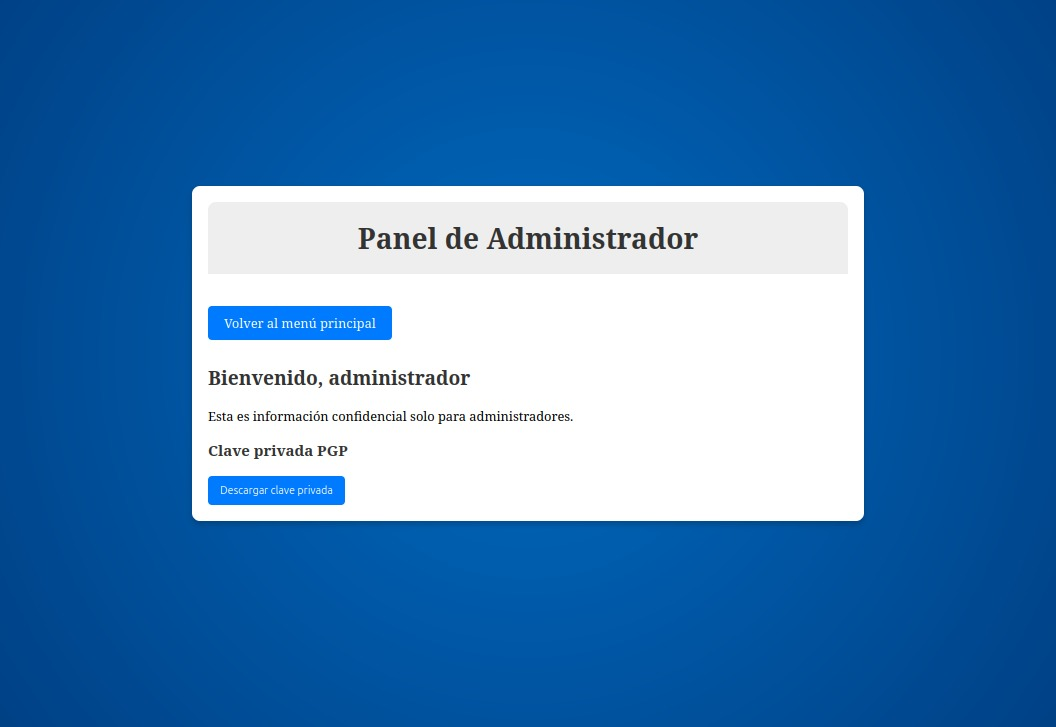 Panel de Administrador
Volver al menú principal
Bienvenido, administrador
Esta es información confidencial solo para administradores.
Clave privada PGP
Descargar clave privada